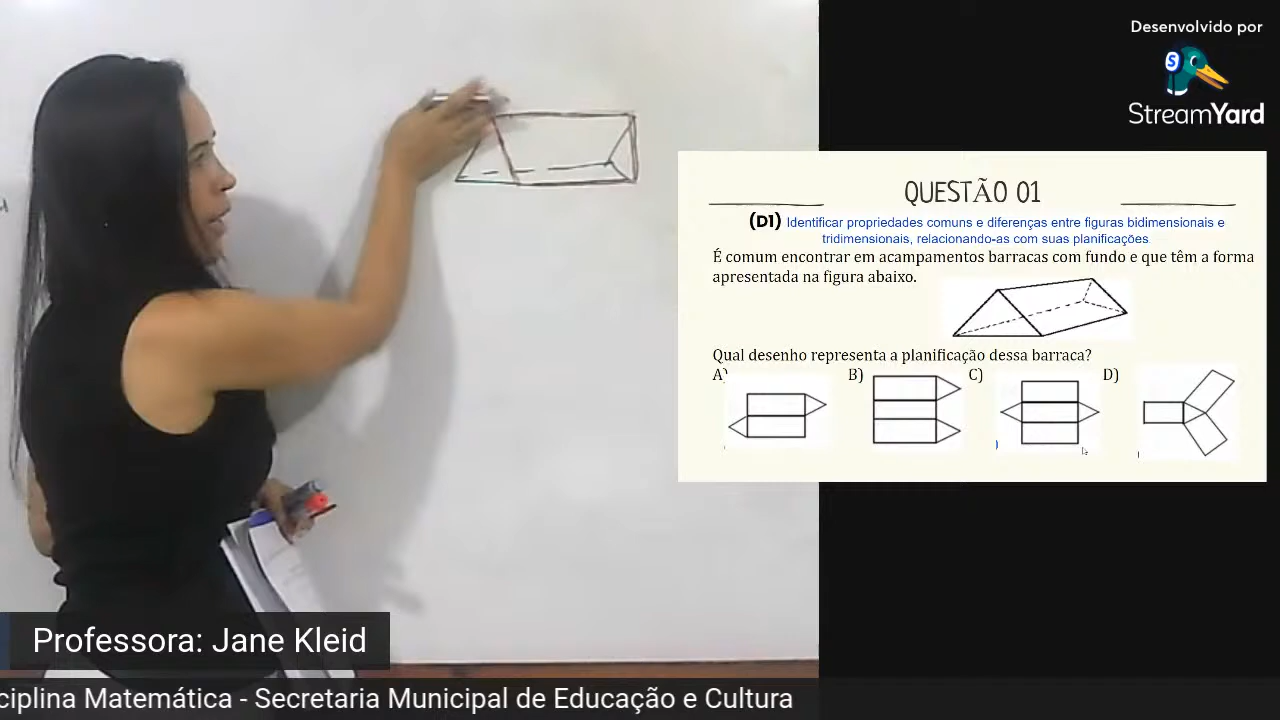 Desenvolvido por
StreamYard
QUESTÃO 01
(D1) Identificar propriedades comuns e diferenças entre figuras bidimensionais e
tridimensionais, relacionando-as com suas planificações.
É comum encontrar em acampamentos barracas com fundo e que têm a forma
apresentada na figura abaixo.
Qual desenho representa a planificação dessa barraca?
A) B) C) D)
Professora: Jane Kleid
ciplina Matemática - Secretaria Municipal de Educação e Cultura